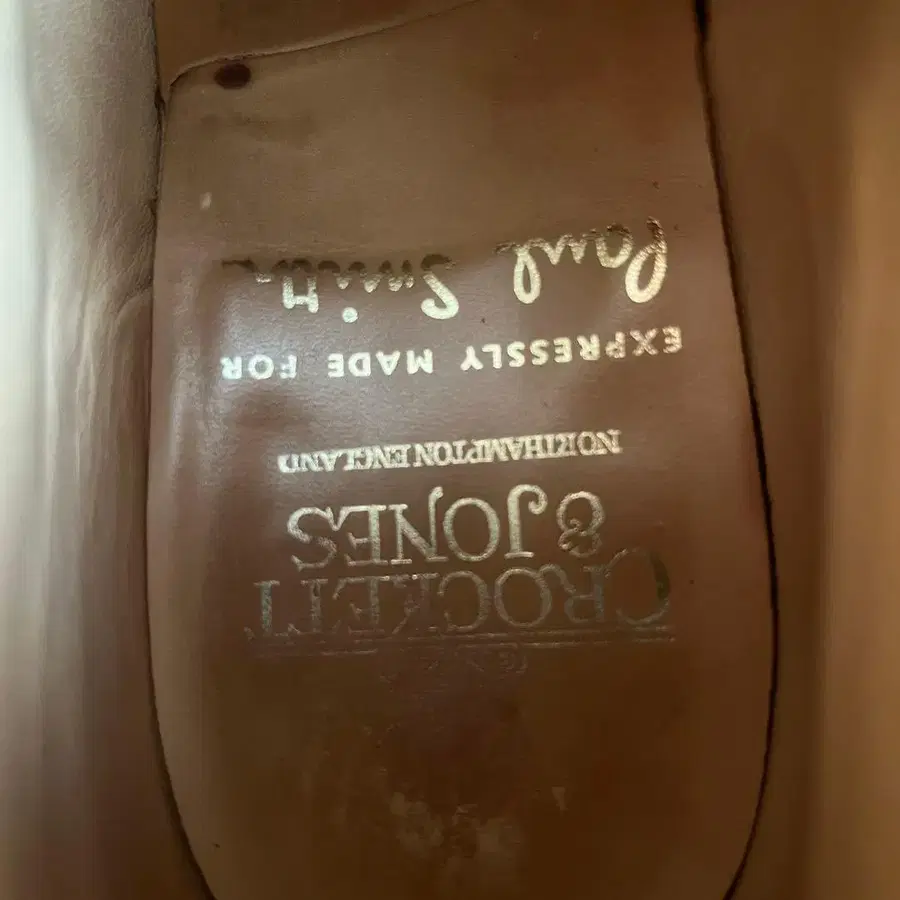 CROCKETT
& JONES
NORTHAMPTON ENGLAND
EXPRESSLY MADE FOR
Paul Smith